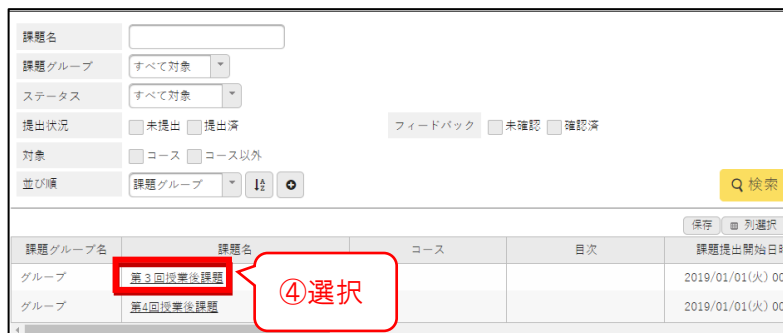 課題名
課題グループ すべて対象
ステータス すべて対象
提出状況 未提出 提出済 フィードバック 未確認 確認済
対象 コース コース以外
並び順 課題グループ 検索
保存 列選択
課題グループ名 課題名 コース 目次 課題提出開始日時
グループ 第3回授業後課題 2019/01/01(火) 00
グループ 第4回授業後課題 2019/01/01(火) 00
④選択